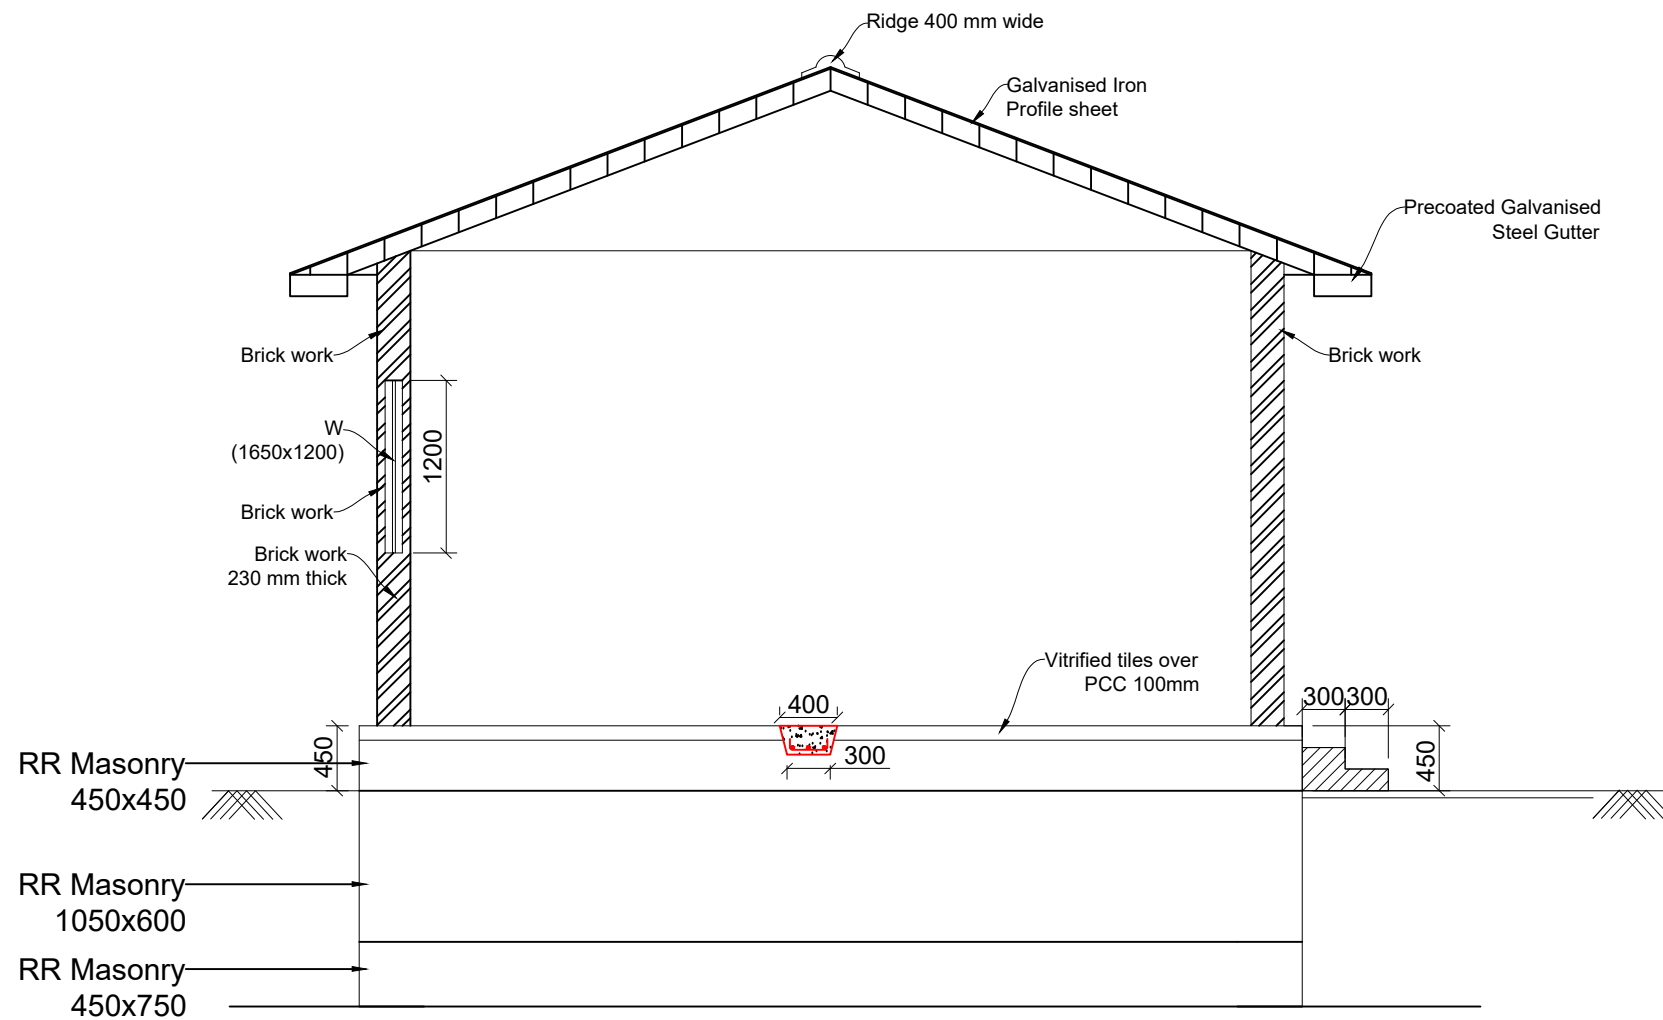 Ridge 400 mm wide
Galvanised Iron
Profile sheet
Precoated Galvanised
Steel Gutter
Brick work
Brick work
W
(1650x1200)
1200
Brick work
Brick work
230 mm thick
Vitrified tiles over
PCC 100mm
400
300
300
300
450
450
RR Masonry
450x450
RR Masonry
1050x600
RR Masonry
450x750